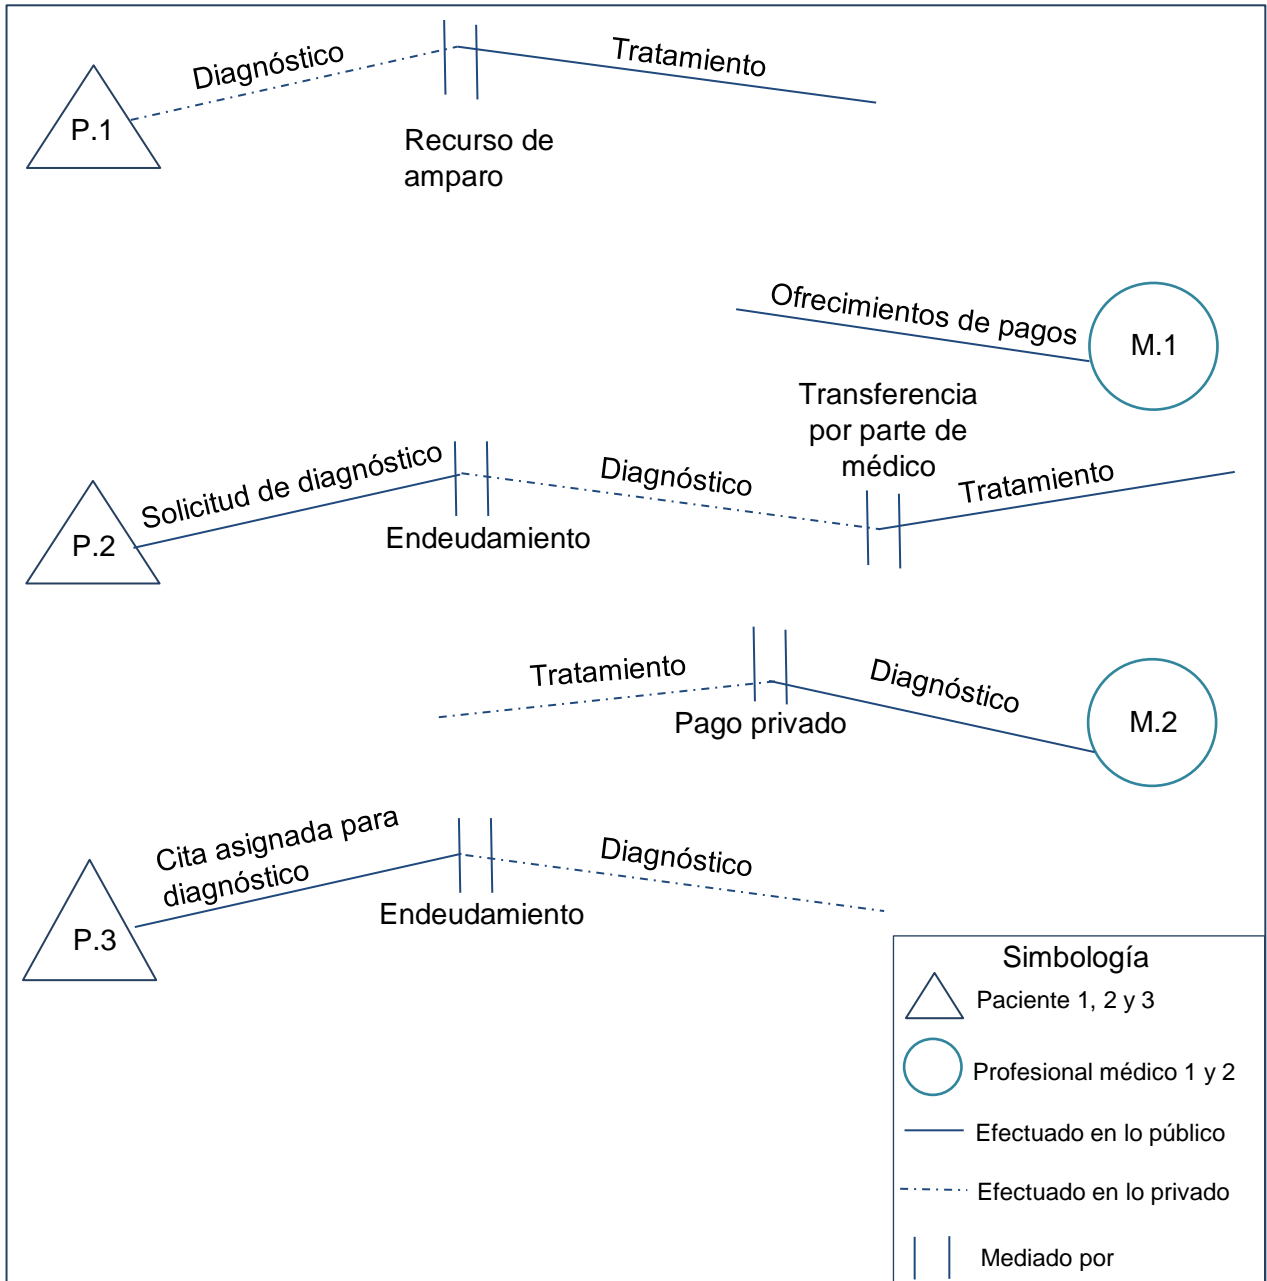 Diagnóstico
Tratamiento
P.1
Recurso de
amparo
Ofrecimientos de pagos
M.1
Transferencia
por parte de
médico
Solicitud de diagnóstico
Diagnóstico
Tratamiento
P.2
Endeudamiento
Tratamiento
Diagnóstico
Pago privado
M.2
Cita asignada para
diagnóstico
Diagnóstico
P.3
Endeudamiento
Simbología
Paciente 1, 2 y 3
Profesional médico 1 y 2
Efectuado en lo público
Efectuado en lo privado
Mediado por